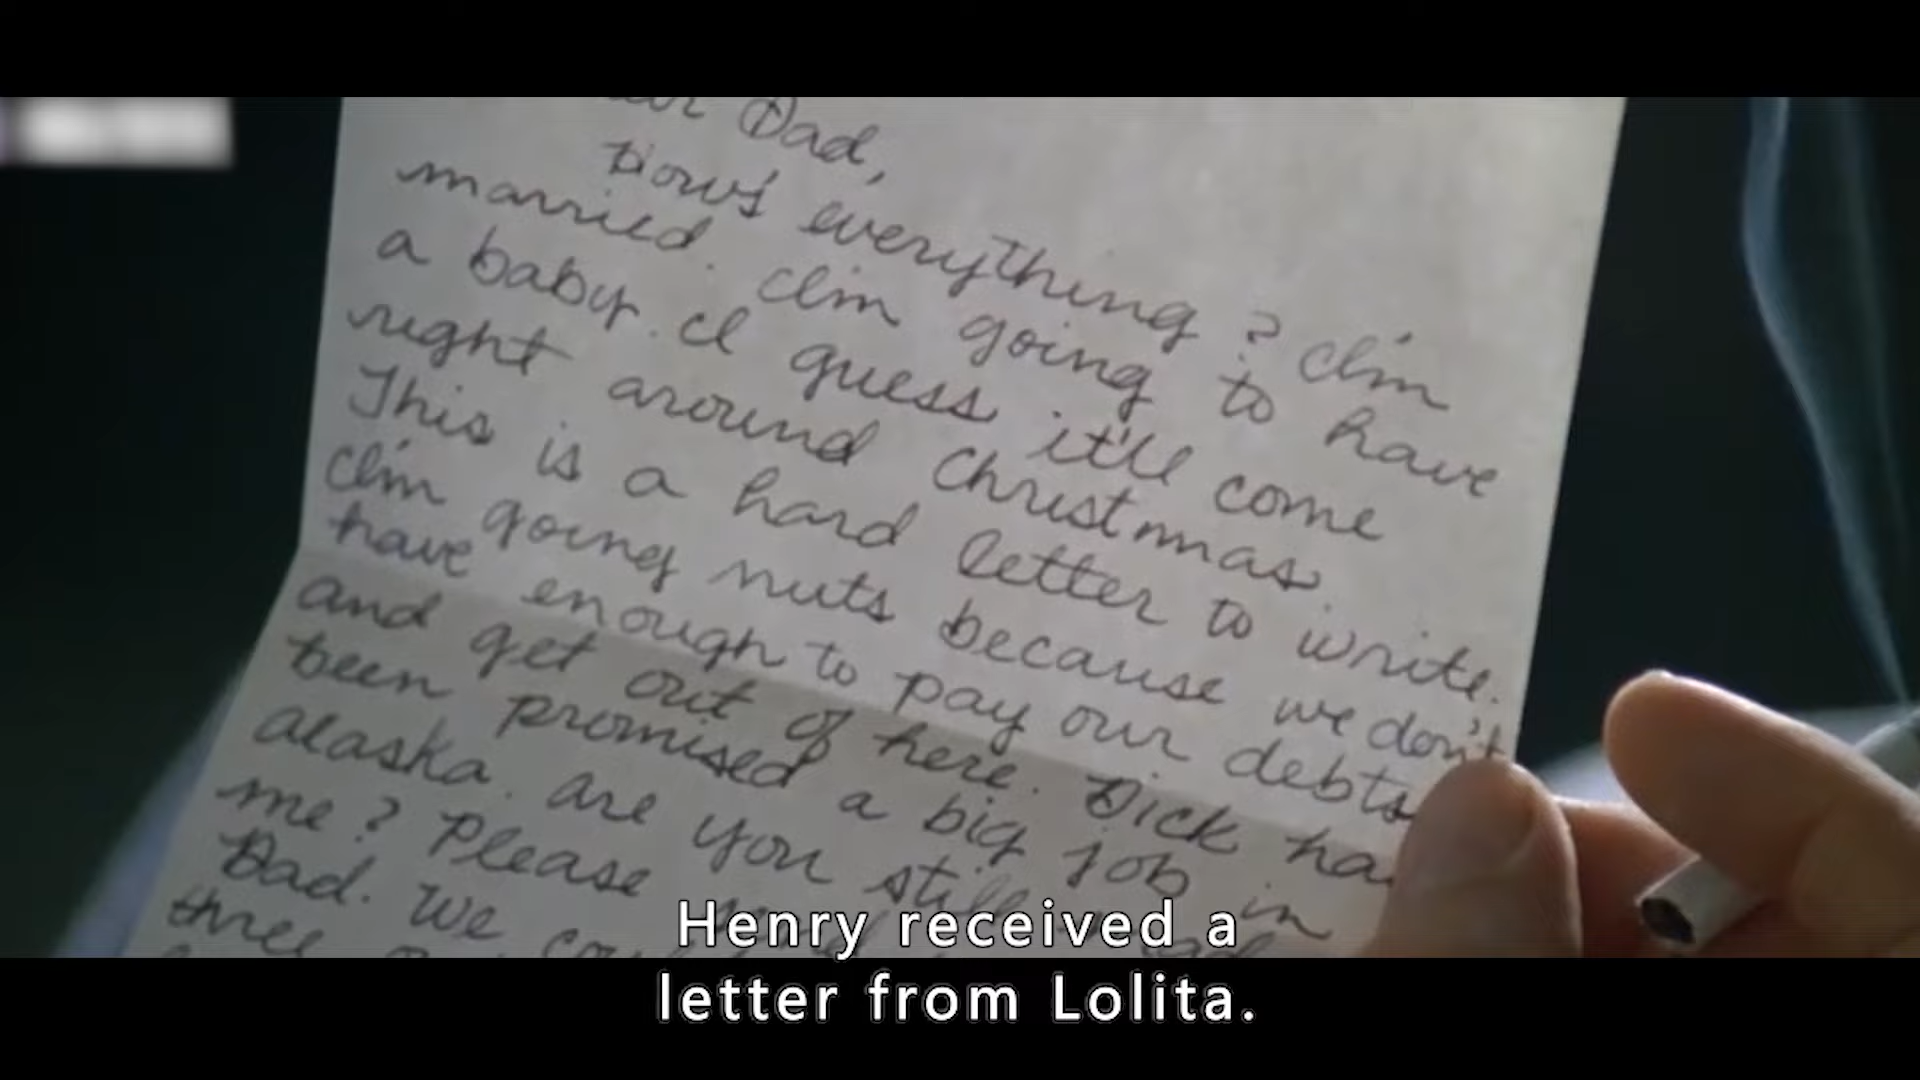 Dad,
How's everything? I'm
married. I'm going to have
a baby. I guess it'll come
right around Christmas.
This is a hard letter to write.
I'm going nuts because we don't
have enough to pay our debts
and get out of here. Dick ha
been promised a big job in
Alaska. Are you still
me? Please
Dad. We
three
Henry received a
letter from Lolita.